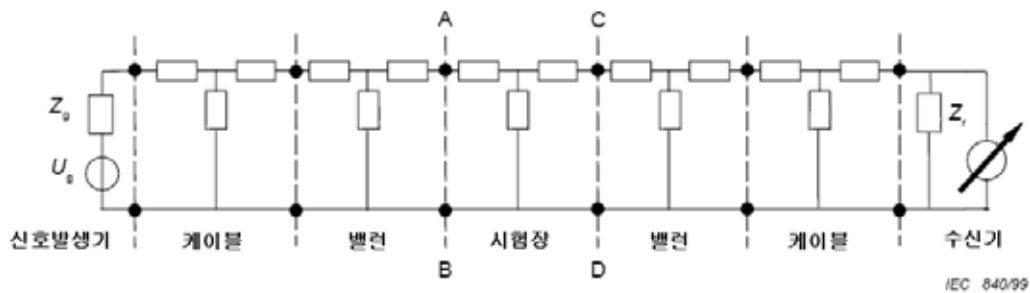 A C
Zg
Ug
Zr
신호발생기 케이블 밸런 시험장 밸런 케이블 수신기
B D
IEC 840/99